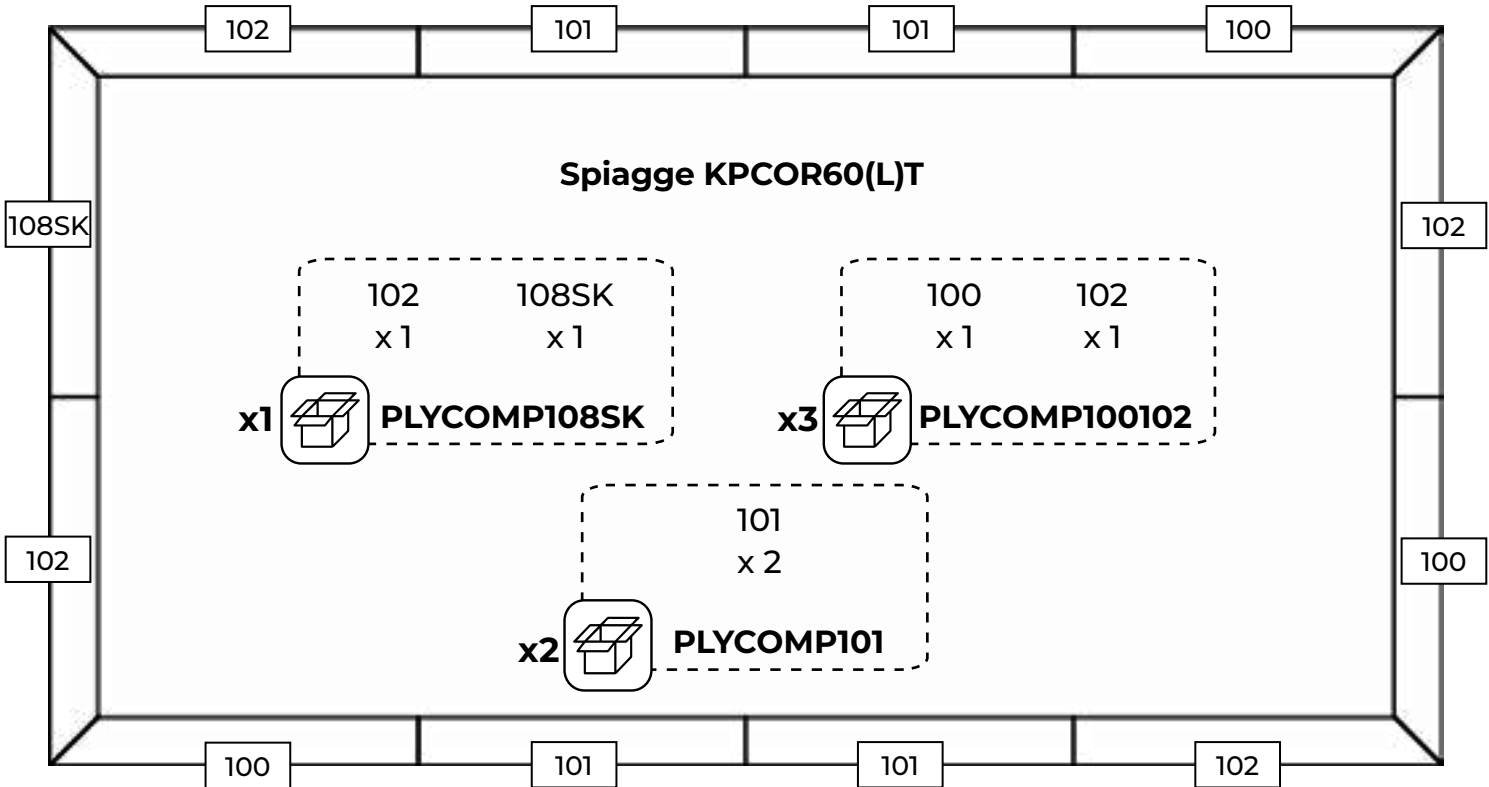 102 101 101 100
Spiagge KPCOR60(L)T
108SK 102
102 108SK
x 1 x 1
x1 PLYCOMP108SK
100 102
x 1 x 1
x3 PLYCOMP100102
101
x 2
x2 PLYCOMP101
102 100
100 101 101 102